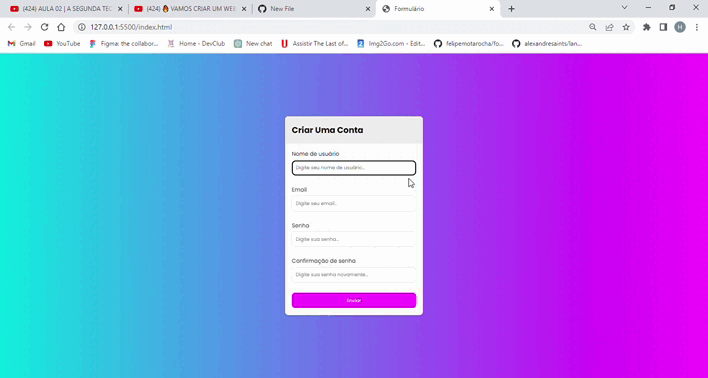 (424) AULA 02 | A SEGUNDA TEC
(424) 🔥 VAMOS CRIAR UM WEB
New File
Formulário
127.0.0.1:5500/index.html
Gmail
YouTube
Figma: the collabor...
Home - DevClub
New chat
Assistir The Last of...
Img2Go.com - Edit...
felipemotarocha/fo...
alexandresaints/lan...
H
Criar Uma Conta
Nome de usuário
Digite seu nome de usuário...
Email
Digite seu email...
Senha
Digite sua senha...
Confirmação de senha
Digite sua senha novamente...
Enviar